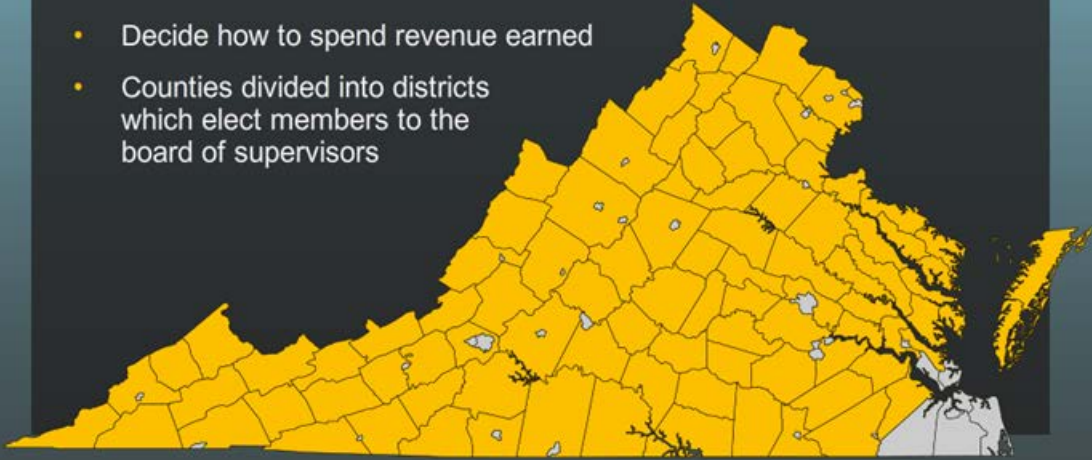 • Decide how to spend revenue earned
• Counties divided into districts
which elect members to the
board of supervisors